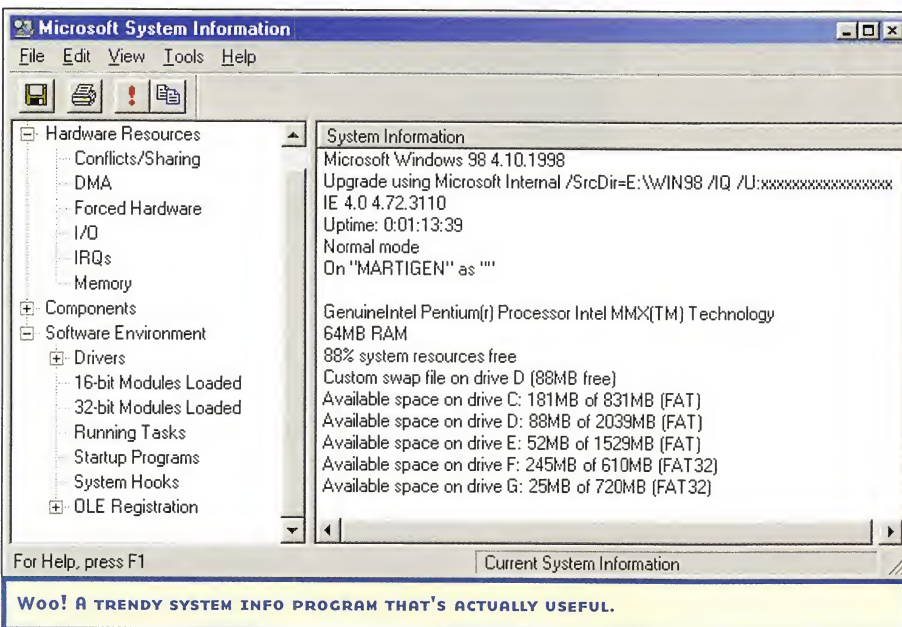 Microsoft System Information
File Edit View Tools Help
Hardware Resources
Conflicts/Sharing
DMA
Forced Hardware
I/O
IRQs
Memory
Components
Software Environment
Drivers
16-bit Modules Loaded
32-bit Modules Loaded
Running Tasks
Startup Programs
System Hooks
OLE Registration
System Information
Microsoft Windows 98 4.10.1998
Upgrade using Microsoft Internal /SrcDir=E:\WIN98 /IQ /U:xxxxxxxxxxxxxxxxx
IE 4.0 4.72.3110
Uptime: 0:01:13:39
Normal mode
On "MARTIGEN" as ""
GenuineIntel Pentium(r) Processor Intel MMX(TM) Technology
64MB RAM
88% system resources free
Custom swap file on drive D (88MB free)
Available space on drive C: 181MB of 831MB (FAT)
Available space on drive D: 88MB of 2039MB (FAT)
Available space on drive E: 52MB of 1529MB (FAT)
Available space on drive F: 245MB of 610MB (FAT32)
Available space on drive G: 25MB of 720MB (FAT32)
For Help, press F1
Current System Information
WOO! A TRENDY SYSTEM INFO PROGRAM THAT'S ACTUALLY USEFUL.